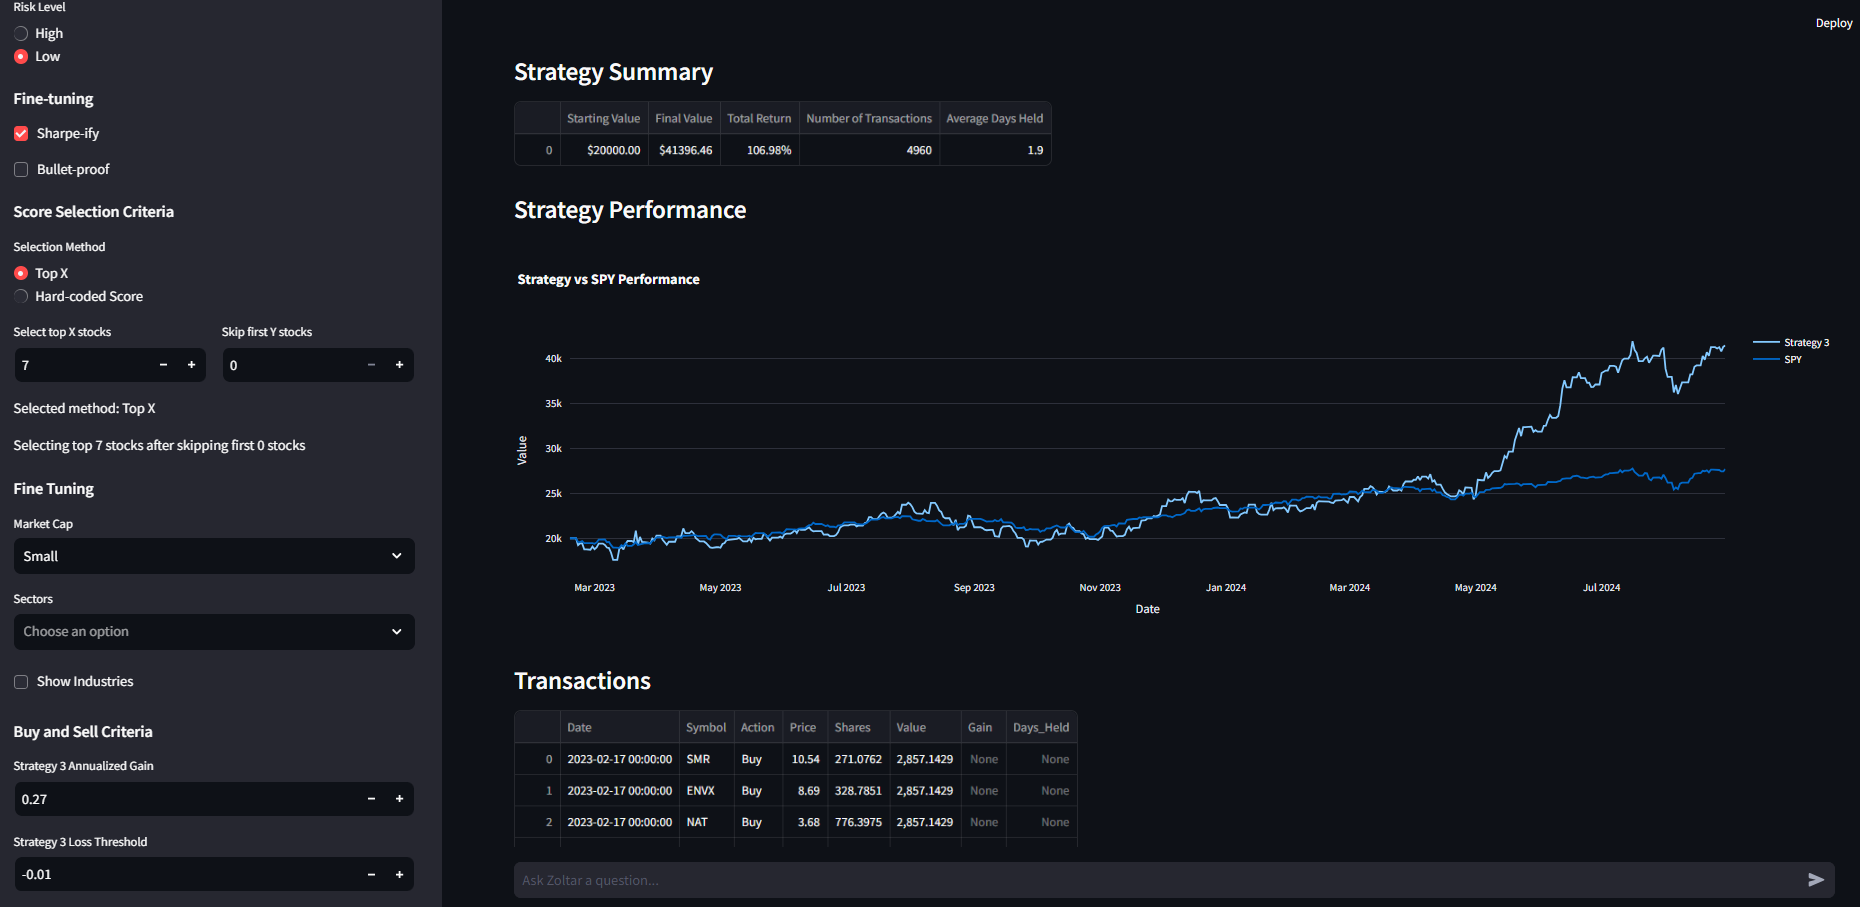 Risk Level
High
Low
Fine-tuning
Sharpe-ify
Bullet-proof
Score Selection Criteria
Selection Method
Top X
Hard-coded Score
Select top X stocks
Skip first Y stocks
7 − +
0 − +
Selected method: Top X
Selecting top 7 stocks after skipping first 0 stocks
Fine Tuning
Market Cap
Small
Sectors
Choose an option
Show Industries
Buy and Sell Criteria
Strategy 3 Annualized Gain
0.27 − +
Strategy 3 Loss Threshold
-0.01 − +
Deploy
Strategy Summary
Starting Value Final Value Total Return Number of Transactions Average Days Held
0 $20000.00 $41396.46 106.98% 4960 1.9
Strategy Performance
Strategy vs SPY Performance
Strategy 3
SPY
40k
35k
30k
25k
20k
Value
Mar 2023 May 2023 Jul 2023 Sep 2023 Nov 2023 Jan 2024 Mar 2024 May 2024 Jul 2024
Date
Transactions
Date Symbol Action Price Shares Value Gain Days_Held
0 2023-02-17 00:00:00 SMR Buy 10.54 271.0762 2,857.1429 None None
1 2023-02-17 00:00:00 ENVX Buy 8.69 328.7851 2,857.1429 None None
2 2023-02-17 00:00:00 NAT Buy 3.68 776.3975 2,857.1429 None None
Ask Zoltar a question...